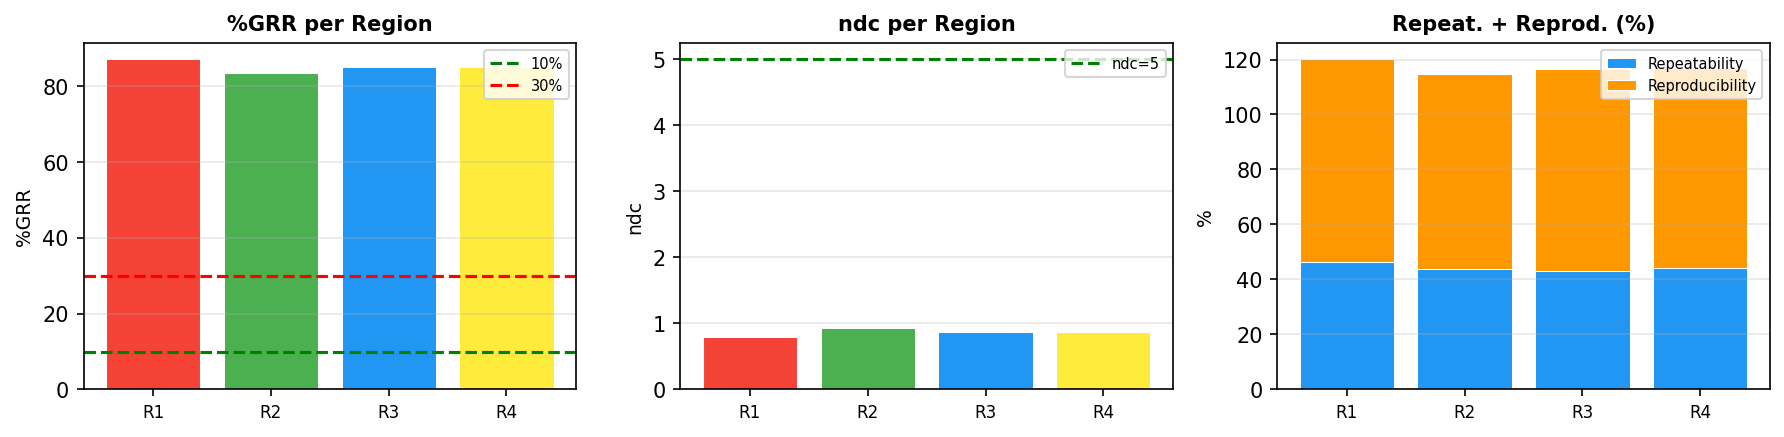 %GRR per Region
%GRR
80
60
40
20
0
R1 R2 R3 R4
10%
30%
ndc per Region
ndc
5
4
3
2
1
0
R1 R2 R3 R4
ndc=5
Repeat. + Reprod. (%)
%
120
100
80
60
40
20
0
R1 R2 R3 R4
Repeatability
Reproducibility